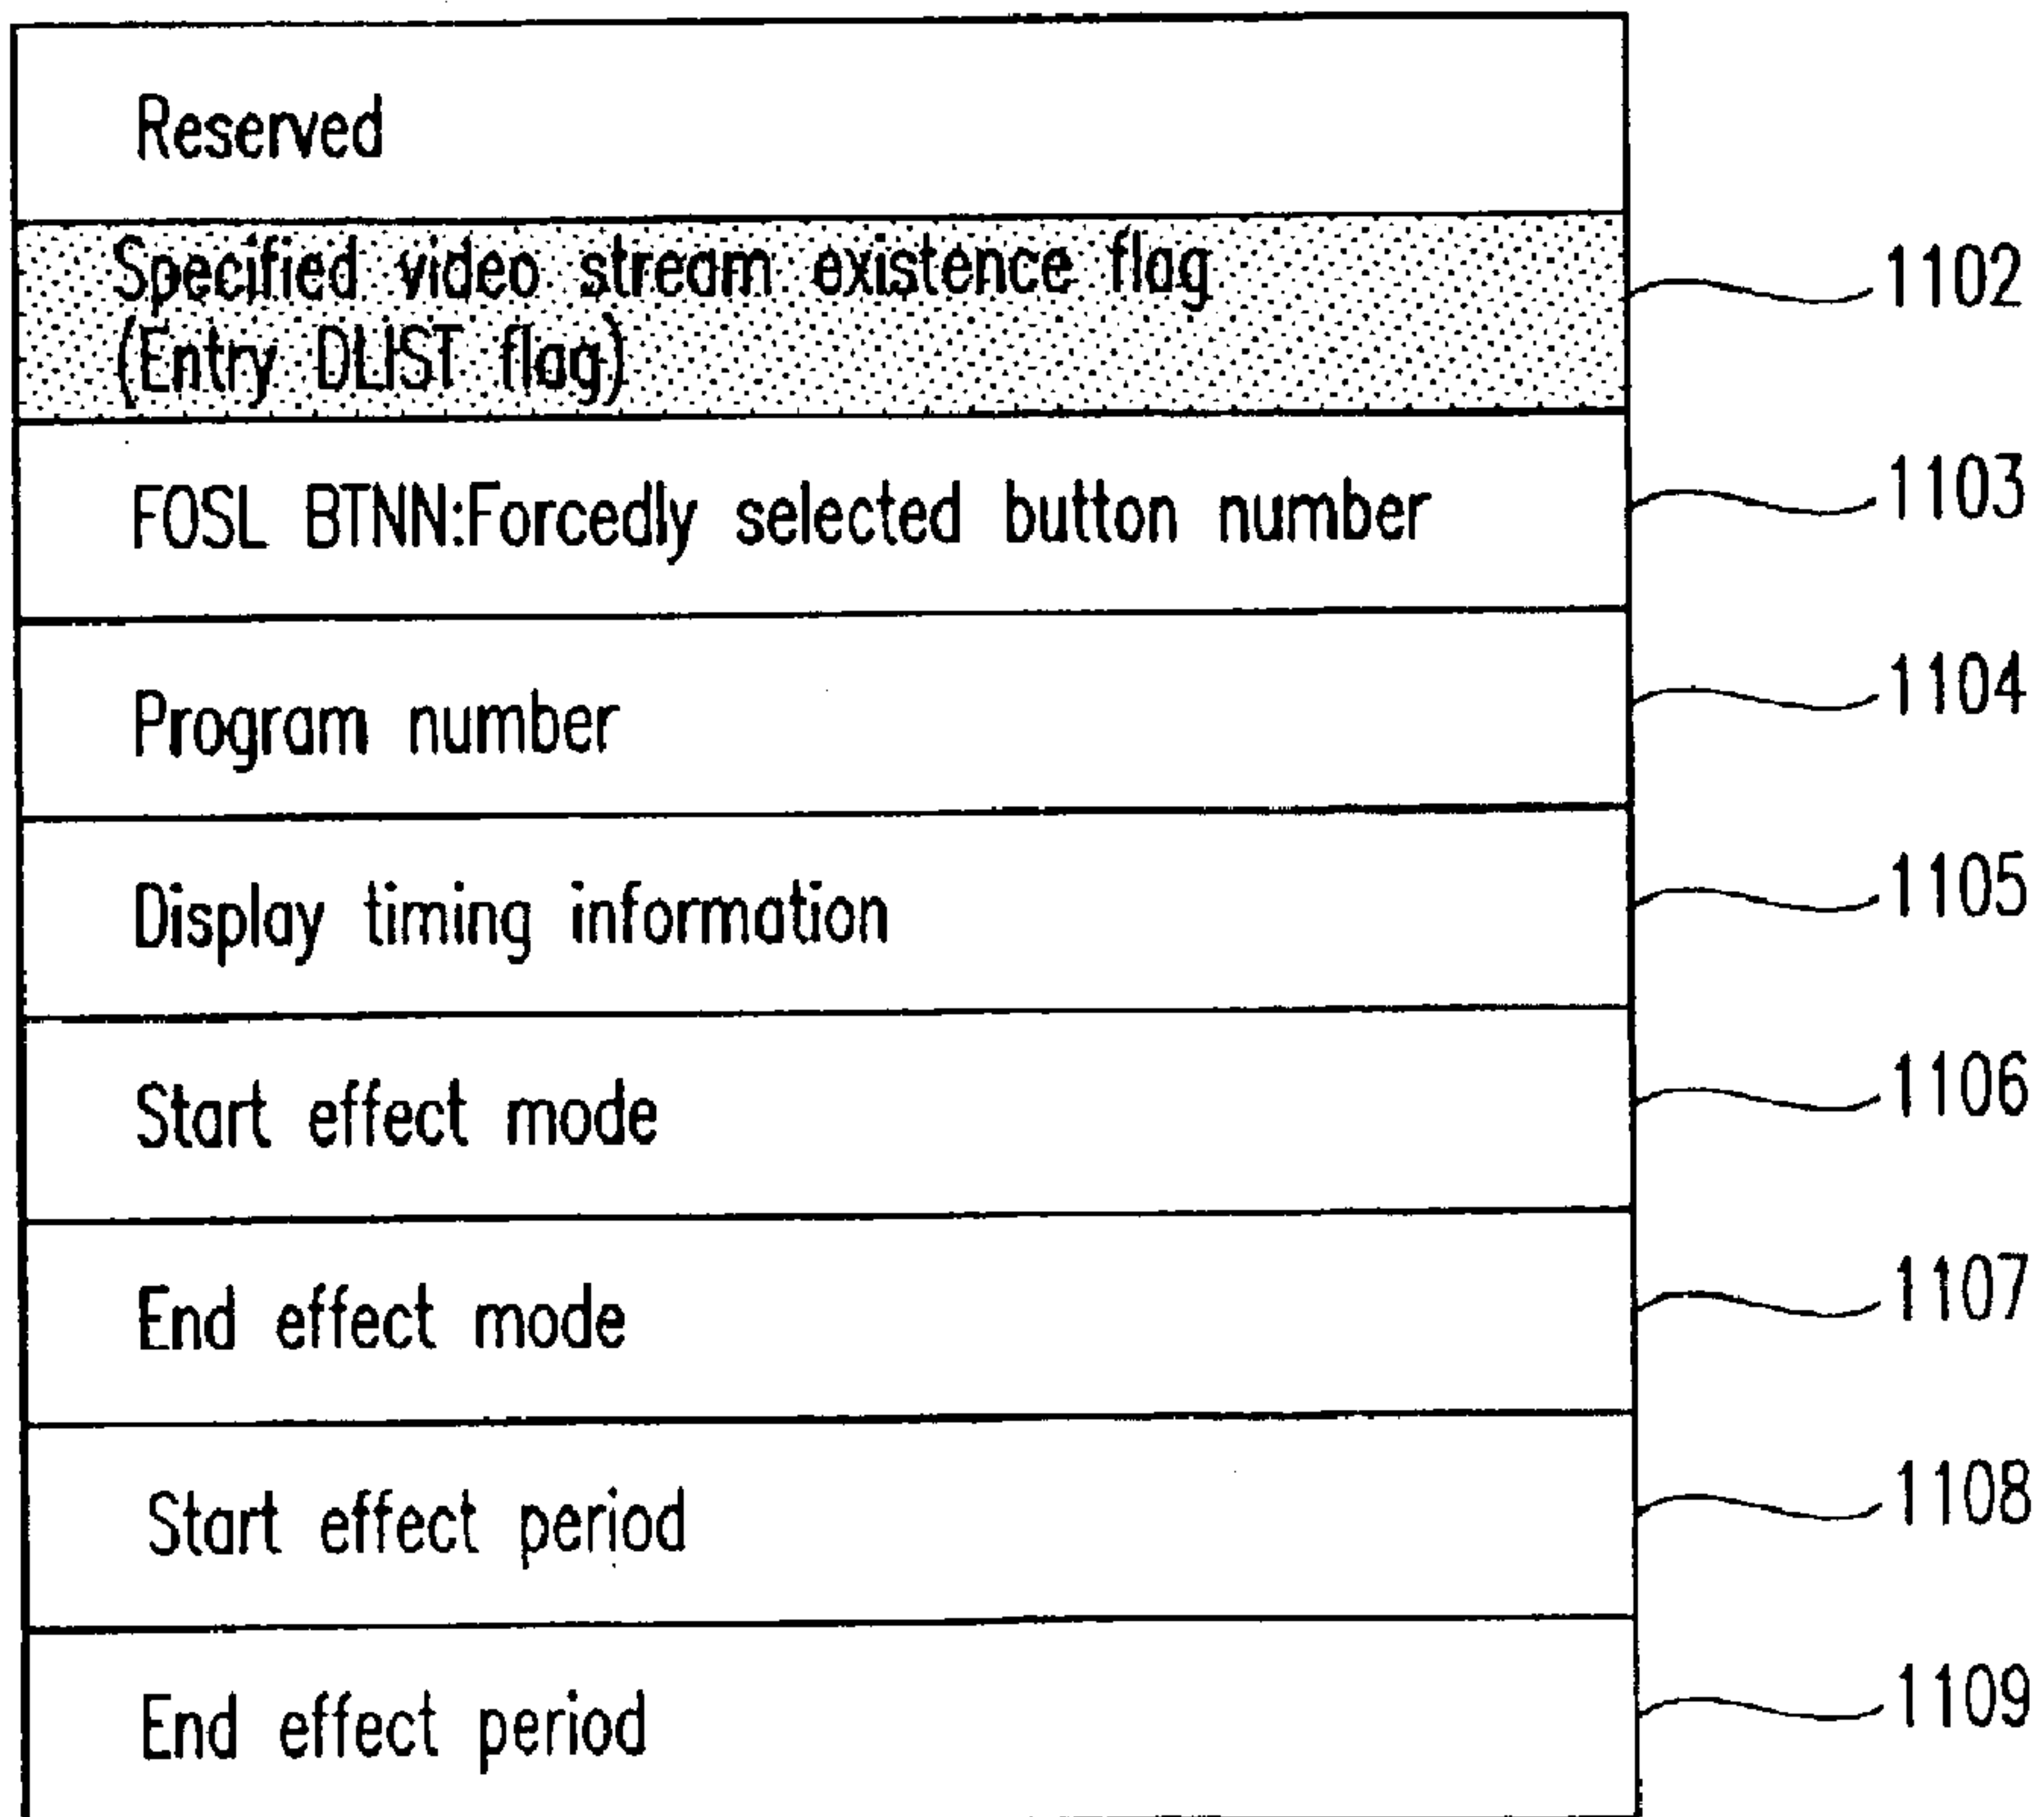 Reserved
Specified video stream existence flag
(Entry DLIST flag)
1102
FOSL BTNN:Forcedly selected button number
1103
Program number
1104
Display timing information
1105
Start effect mode
1106
End effect mode
1107
Start effect period
1108
End effect period
1109